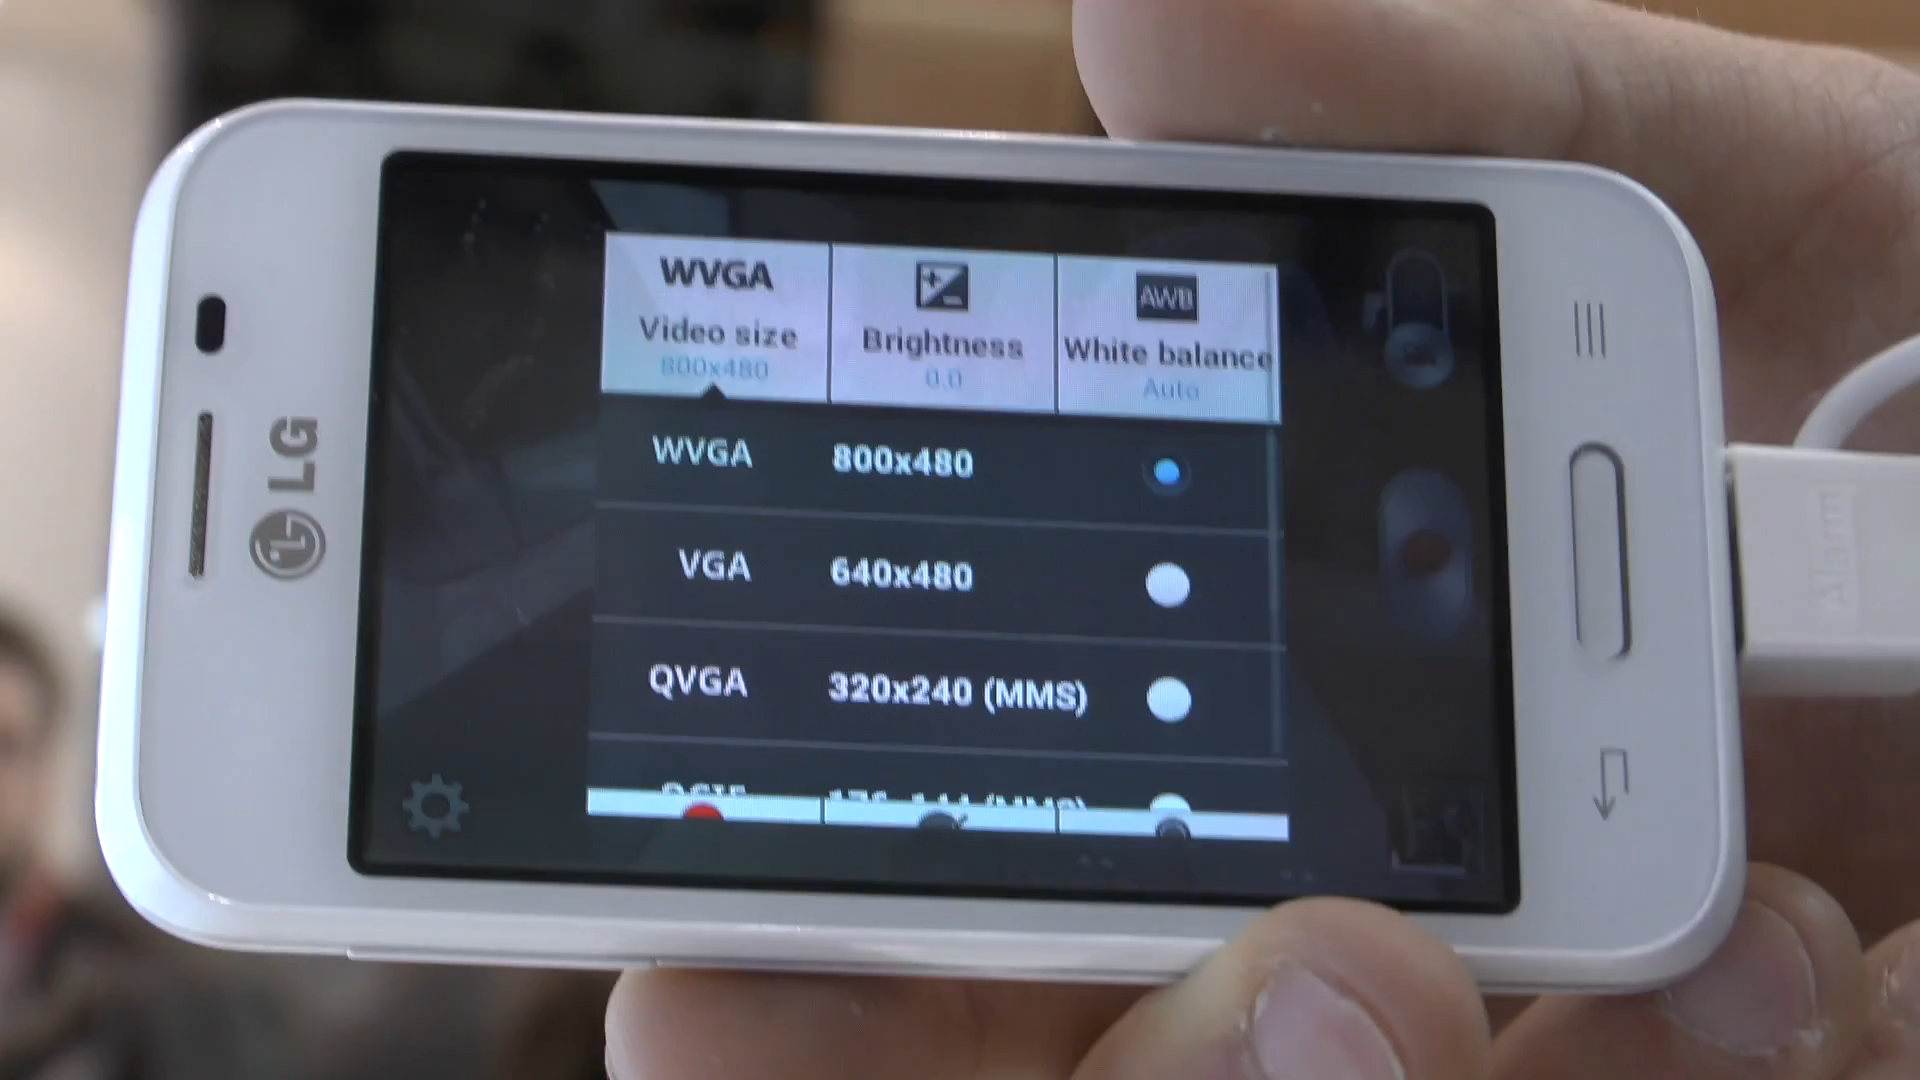 WVGA
Video size
800x480
Brightness
0.0
AWB
White balance
Auto
WVGA 800x480
VGA 640x480
QVGA 320x240 (MMS)
LG
Alarm